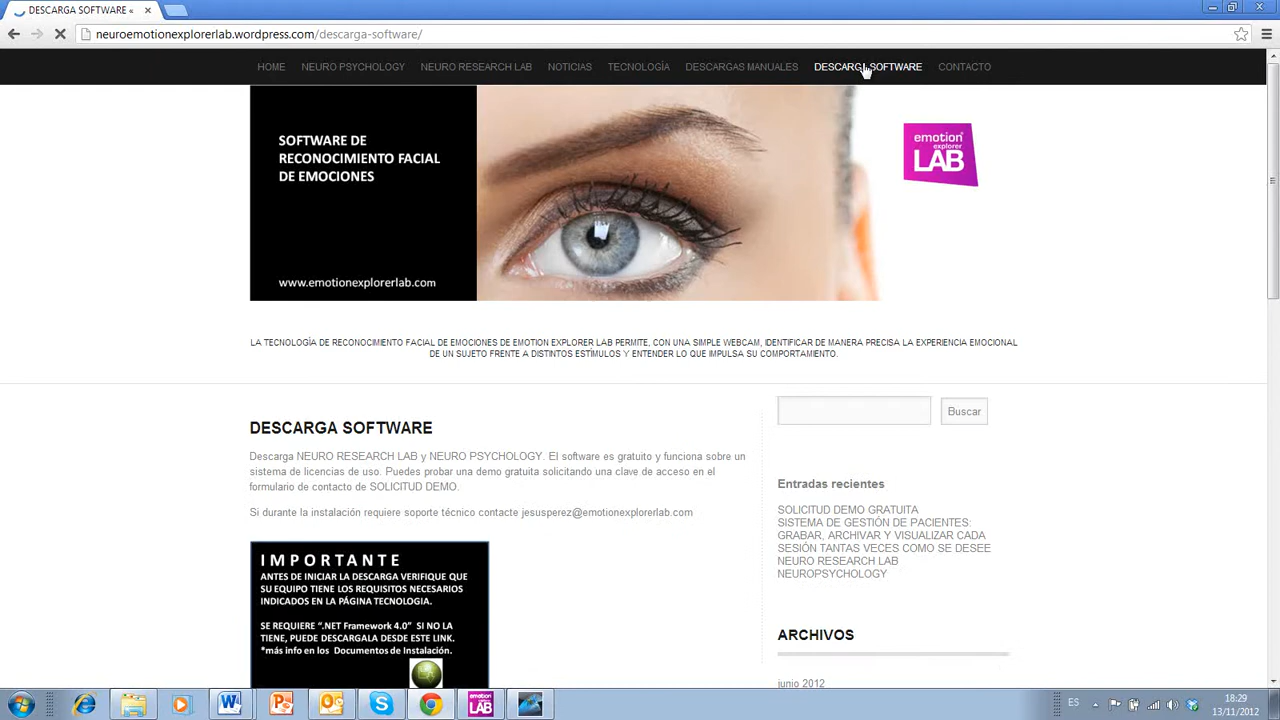 DESCARGA SOFTWARE «
neuroemotionexplorerlab.wordpress.com/descarga-software/
HOME NEURO PSYCHOLOGY NEURO RESEARCH LAB NOTICIAS TECNOLOGÍA DESCARGAS MANUALES DESCARGA SOFTWARE CONTACTO
SOFTWARE DE
RECONOCIMIENTO FACIAL
DE EMOCIONES
www.emotionexplorerlab.com
emotion
explorer
LAB
LA TECNOLOGÍA DE RECONOCIMIENTO FACIAL DE EMOCIONES DE EMOTION EXPLORER LAB PERMITE, CON UNA SIMPLE WEBCAM, IDENTIFICAR DE MANERA PRECISA LA EXPERIENCIA EMOCIONAL
DE UN SUJETO FRENTE A DISTINTOS ESTÍMULOS Y ENTENDER LO QUE IMPULSA SU COMPORTAMIENTO.
DESCARGA SOFTWARE
Descarga NEURO RESEARCH LAB y NEURO PSYCHOLOGY. El software es gratuito y funciona sobre un
sistema de licencias de uso. Puedes probar una demo gratuita solicitando una clave de acceso en el
formulario de contacto de SOLICITUD DEMO.
Si durante la instalación requiere soporte técnico contacte jesusperez@emotionexplorerlab.com
IMPORTANTE
ANTES DE INICIAR LA DESCARGA VERIFIQUE QUE
SU EQUIPO TIENE LOS REQUISITOS NECESARIOS
INDICADOS EN LA PÁGINA TECNOLOGIA.
SE REQUIERE ".NET Framework 4.0" SI NO LA
TIENE, PUEDE DESCARGALA DESDE ESTE LINK.
*más info en los Documentos de Instalación.
Buscar
Entradas recientes
SOLICITUD DEMO GRATUITA
SISTEMA DE GESTIÓN DE PACIENTES:
GRABAR, ARCHIVAR Y VISUALIZAR CADA
SESIÓN TANTAS VECES COMO SE DESEE
NEURO RESEARCH LAB
NEUROPSYCHOLOGY
ARCHIVOS
junio 2012
emotion
explorer
LAB
ES
18:29
13/11/2012